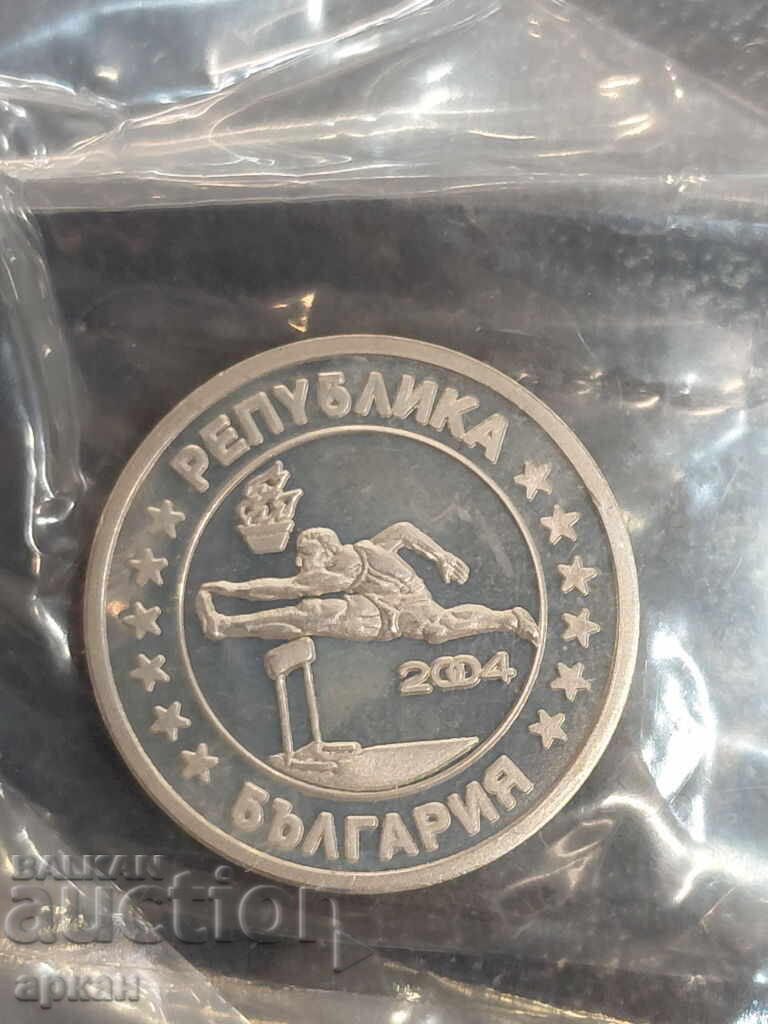 РЕПУБЛИКА
2004
БЪЛГАРИЯ
BALKAN
auction
аркан